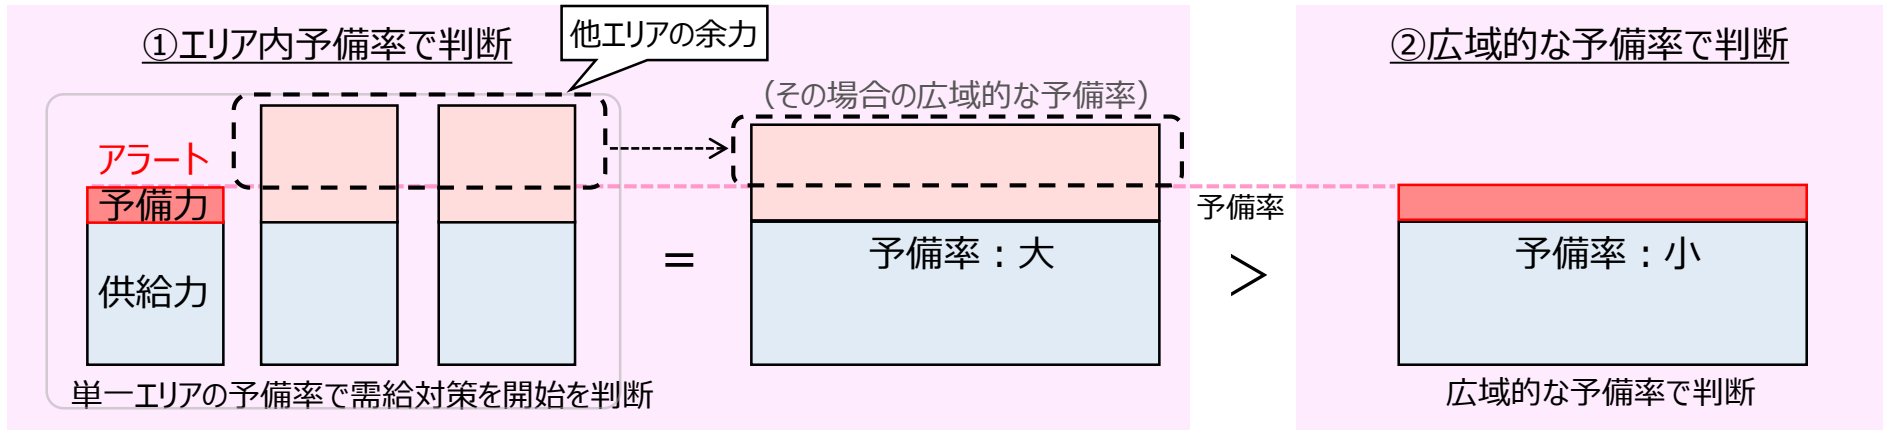 ①エリア内予備率で判断
他エリアの余力
アラート
予備力
供給力
単一エリアの予備率で需給対策を開始を判断
=
(その場合の広域的な予備率)
予備率:大
予備率
>
②広域的な予備率で判断
予備率:小
広域的な予備率で判断